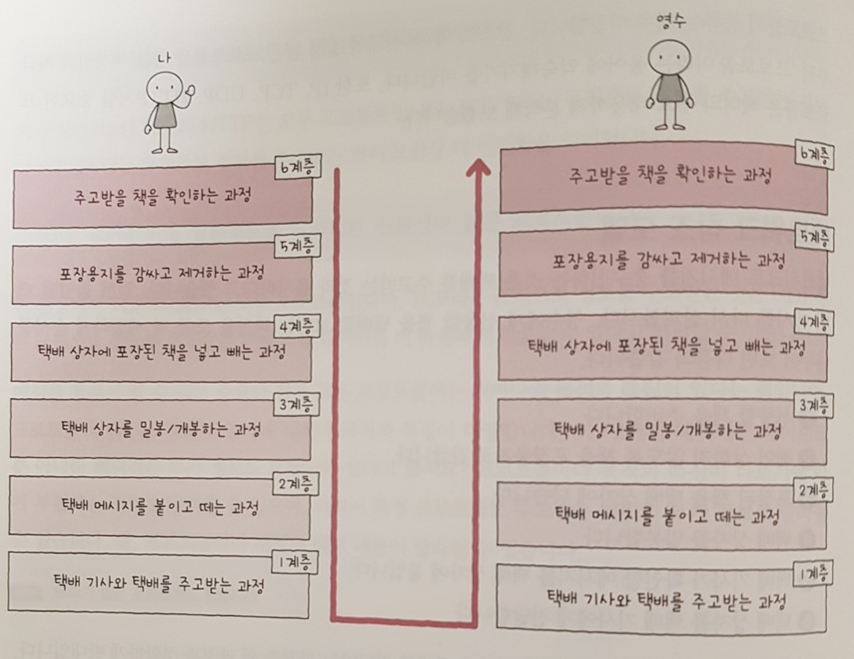 나
6계층
주고받을 책을 확인하는 과정
5계층
포장용지를 감싸고 제거하는 과정
4계층
택배 상자에 포장된 책을 넣고 빼는 과정
3계층
택배 상자를 밀봉/개봉하는 과정
2계층
택배 메시지를 붙이고 떼는 과정
1계층
택배 기사와 택배를 주고받는 과정
영수
6계층
주고받을 책을 확인하는 과정
5계층
포장용지를 감싸고 제거하는 과정
4계층
택배 상자에 포장된 책을 넣고 빼는 과정
3계층
택배 상자를 밀봉/개봉하는 과정
2계층
택배 메시지를 붙이고 떼는 과정
1계층
택배 기사와 택배를 주고받는 과정